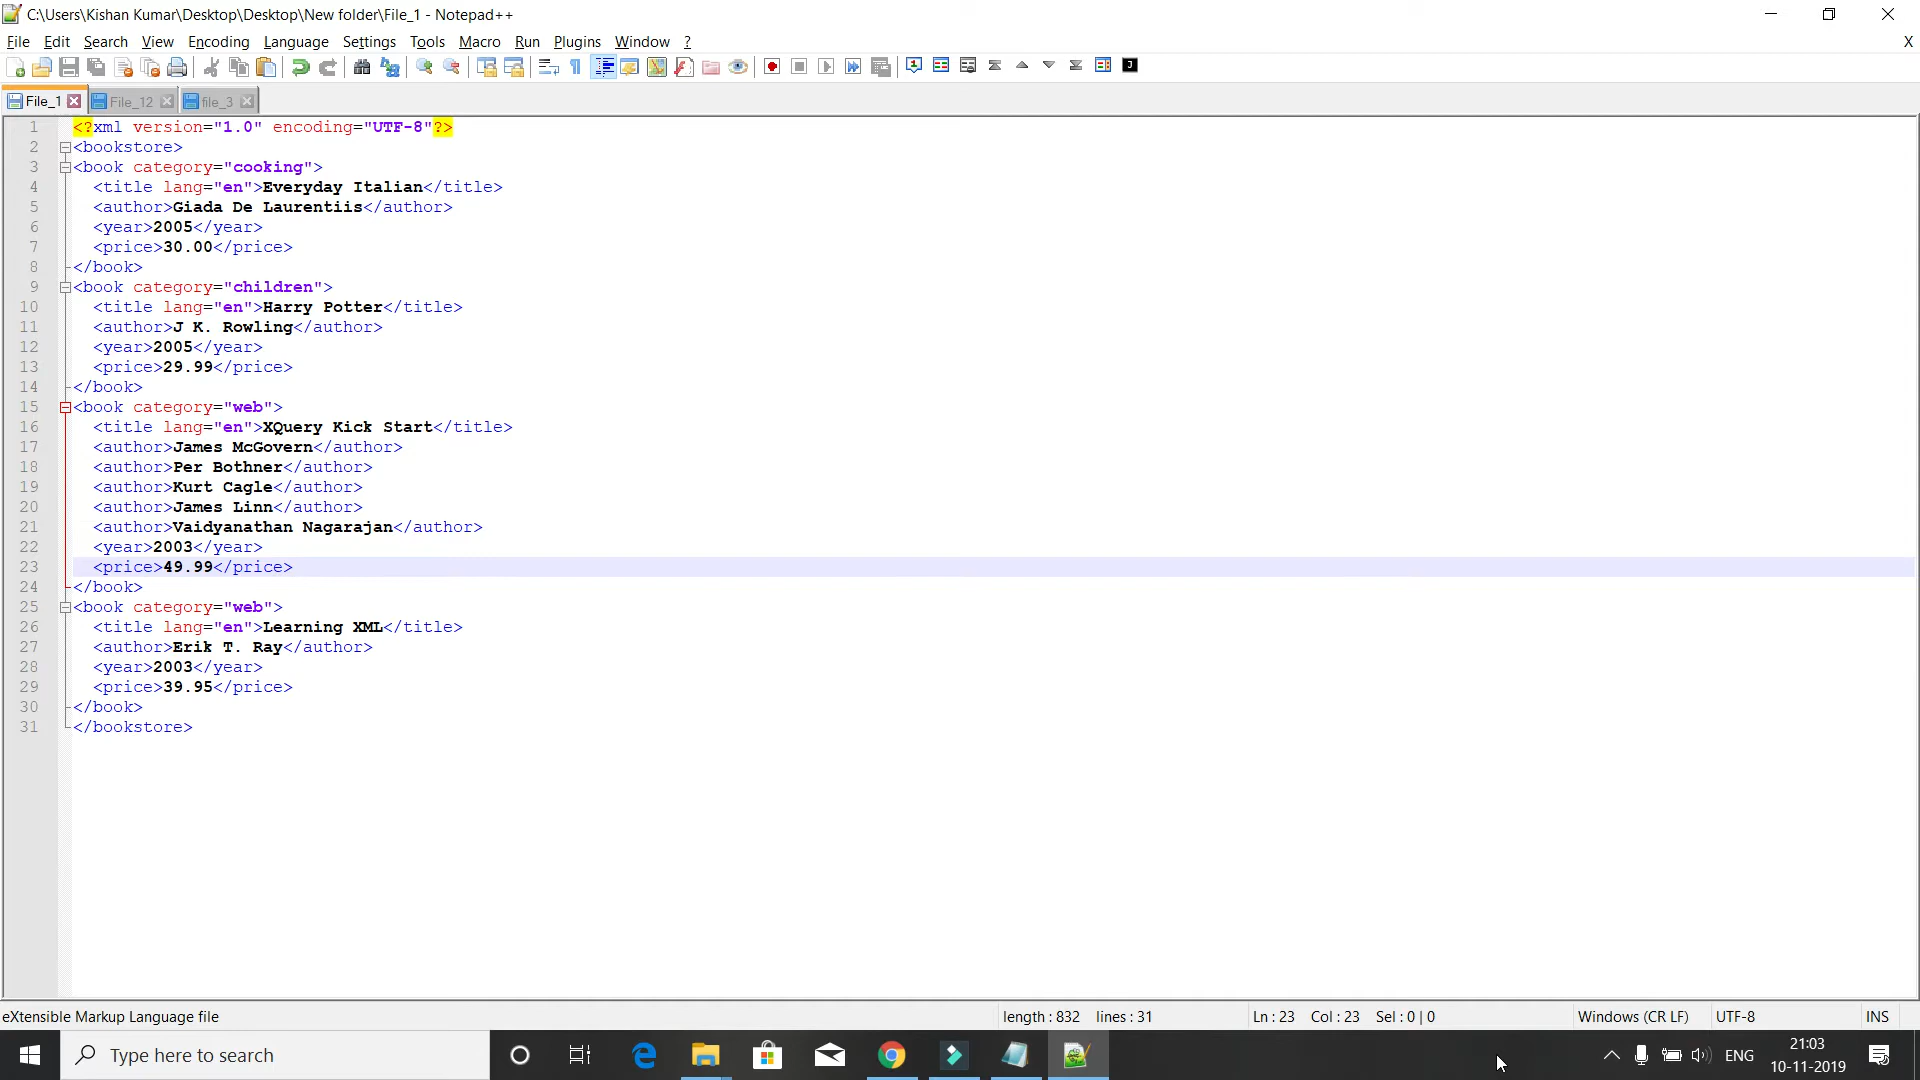 C:\Users\Kishan Kumar\Desktop\Desktop\New folder\File_1 - Notepad++
File Edit Search View Encoding Language Settings Tools Macro Run Plugins Window ? X
File_1 File_12 file_3
1 <?xml version="1.0" encoding="UTF-8"?>
2 <bookstore>
3 <book category="cooking">
4 <title lang="en">Everyday Italian</title>
5 <author>Giada De Laurentiis</author>
6 <year>2005</year>
7 <price>30.00</price>
8 </book>
9 <book category="children">
10 <title lang="en">Harry Potter</title>
11 <author>J K. Rowling</author>
12 <year>2005</year>
13 <price>29.99</price>
14 </book>
15 <book category="web">
16 <title lang="en">XQuery Kick Start</title>
17 <author>James McGovern</author>
18 <author>Per Bothner</author>
19 <author>Kurt Cagle</author>
20 <author>James Linn</author>
21 <author>Vaidyanathan Nagarajan</author>
22 <year>2003</year>
23 <price>49.99</price>
24 </book>
25 <book category="web">
26 <title lang="en">Learning XML</title>
27 <author>Erik T. Ray</author>
28 <year>2003</year>
29 <price>39.95</price>
30 </book>
31 </bookstore>
eXtensible Markup Language file length : 832 lines : 31 Ln : 23 Col : 23 Sel : 0 | 0 Windows (CR LF) UTF-8 INS
Type here to search ENG 21:03
10-11-2019